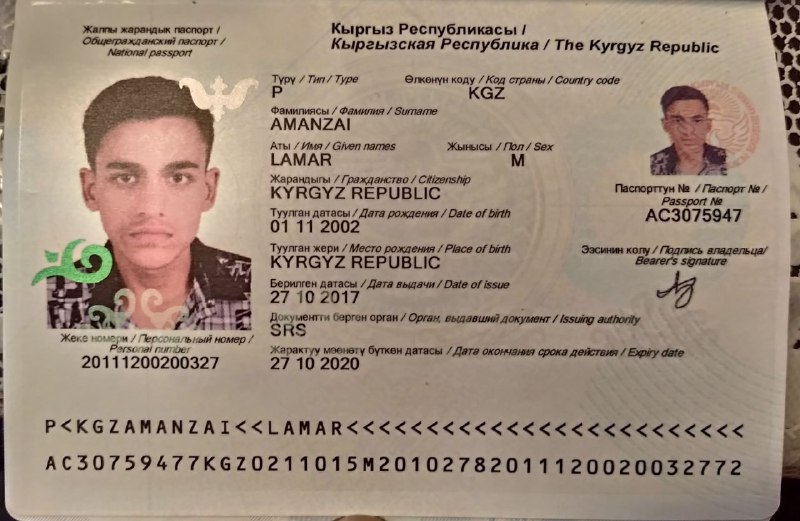 Жалпы жарандык паспорт /
Общегражданский паспорт /
National passport
Кыргыз Республикасы /
Кыргызская Республика / The Kyrgyz Republic
Түрү / Тип / Type
P
Өлкөнүн коду / Код страны / Country code
KGZ
Фамилиясы / Фамилия / Surname
AMANZAI
Аты / Имя / Given names
LAMAR
Жынысы / Пол / Sex
M
Жарандыгы / Гражданство / Citizenship
KYRGYZ REPUBLIC
Туулган датасы / Дата рождения / Date of birth
01 11 2002
Туулган жери / Место рождения / Place of birth
KYRGYZ REPUBLIC
Берилген датасы / Дата выдачи / Date of issue
27 10 2017
Документти берген орган / Орган, выдавший документ / Issuing authority
SRS
Жарактуу мөөнөтү бүткөн датасы / Дата окончания срока действия / Expiry date
27 10 2020
Паспорттун № / Паспорт № /
Passport №
AC3075947
Ээсинин колу / Подпись владельца/
Bearer's signature
Жеке номери / Персональный номер /
Personal number
20111200200327
P<KGZAMANZAI<<LAMAR<<<<<<<<<<<<<<<<<<<<<<<<<
AC30759477KGZ0211015M20102782011120020032772